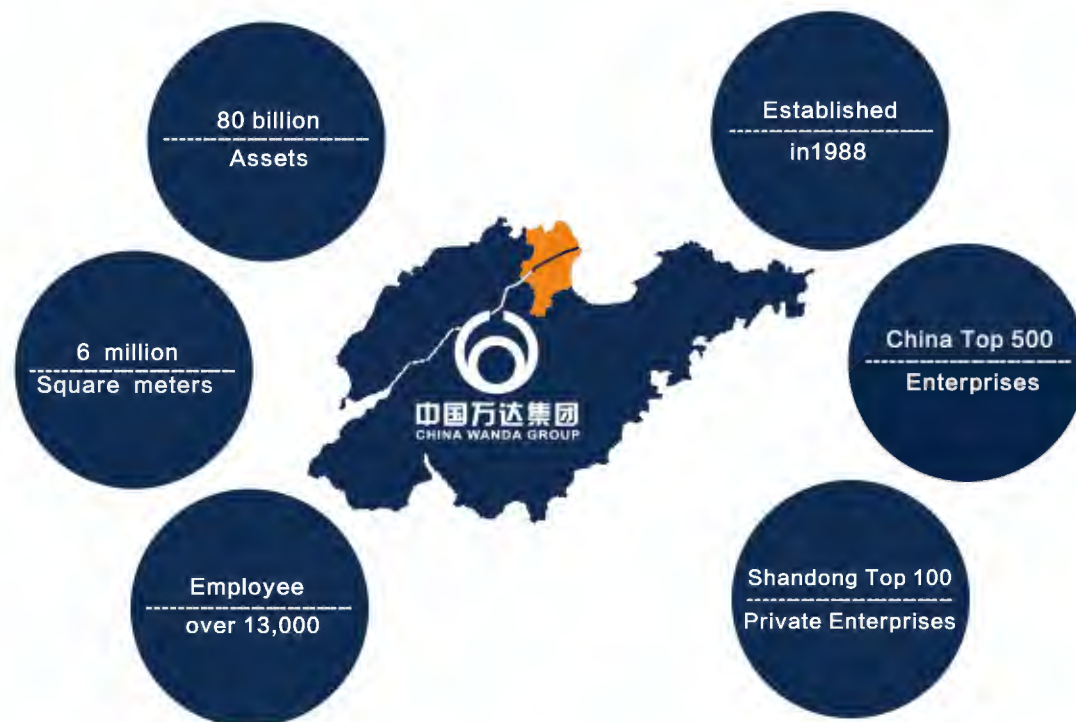 80 billion
Assets
Established
in1988
6 million
Square meters
中国万达集团
CHINA WANDA GROUP
China Top 500
Enterprises
Employee
over 13,000
Shandong Top 100
Private Enterprises